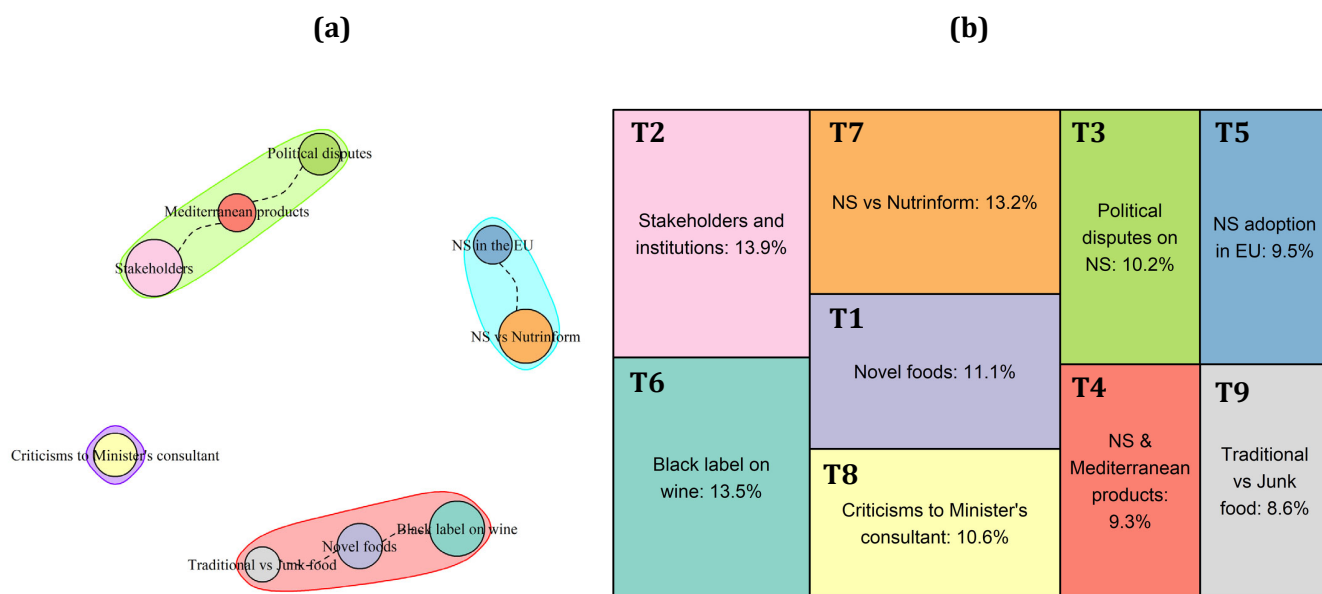 (a)
(b)
Political disputes
Mediterranean products
Stakeholders
NS in the EU
NS vs Nutrinform
Criticisms to Minister's consultant
Black label on wine
Novel foods
Traditional vs Junk food
T2
Stakeholders and
institutions: 13.9%
T7
NS vs Nutrinform: 13.2%
T3
Political
disputes on
NS: 10.2%
T5
NS adoption
in EU: 9.5%
T1
Novel foods: 11.1%
T6
Black label on
wine: 13.5%
T4
NS &
Mediterranean
products:
9.3%
T9
Traditional
vs Junk
food: 8.6%
T8
Criticisms to Minister's
consultant: 10.6%